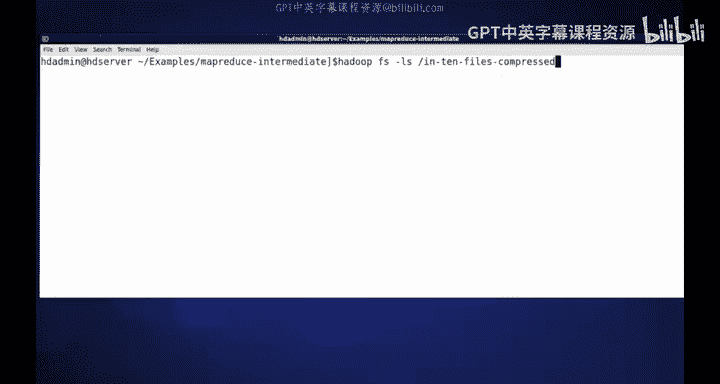 GPT中英字幕课程资源@bilibili.com
GPT中英字幕课程资源 bilibili
hdadmin@hdserver:~/Examples/mapreduce-intermediate
File Edit View Search Terminal Help
hdadmin@hdserver ~/Examples/mapreduce-intermediate]$hadoop fs -ls /in-ten-files-compressed